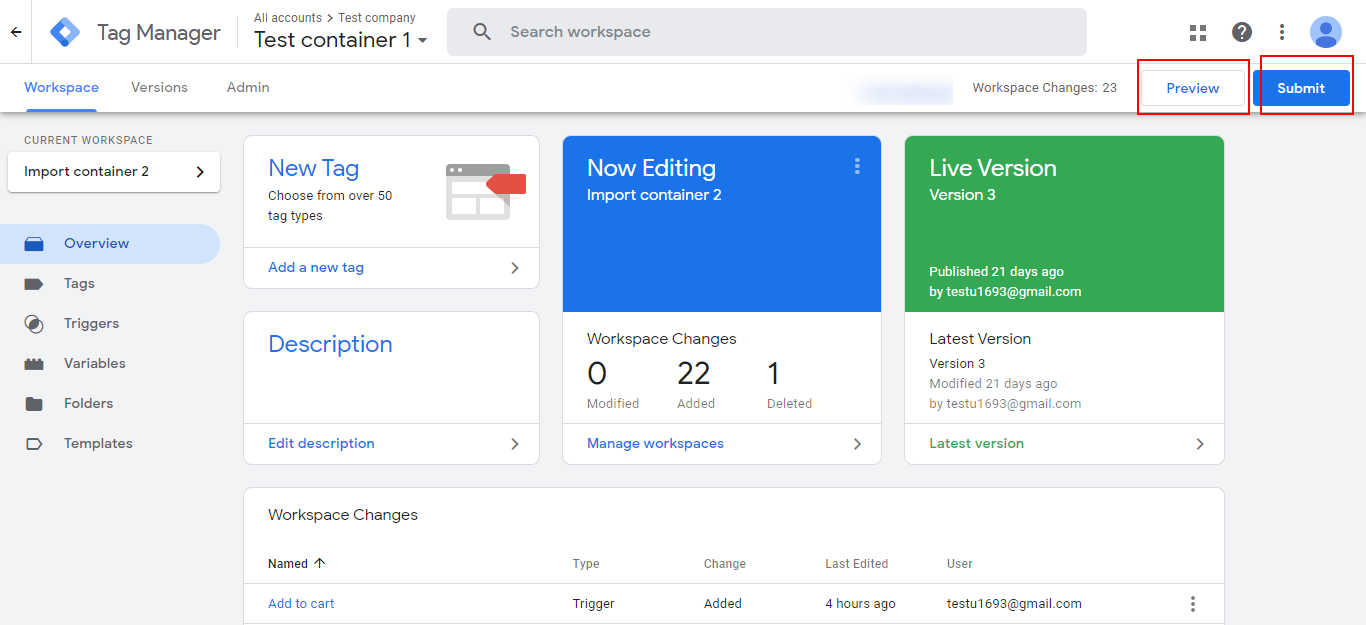 Tag Manager
All accounts > Test company
Test container 1
Search workspace
Workspace
Versions
Admin
Workspace Changes: 23
Preview
Submit
CURRENT WORKSPACE
Import container 2
Overview
Tags
Triggers
Variables
Folders
Templates
New Tag
Choose from over 50
tag types
Add a new tag
Description
Edit description
Now Editing
Import container 2
Workspace Changes
0 22 1
Modified Added Deleted
Manage workspaces
Live Version
Version 3
Published 21 days ago
by testu1693@gmail.com
Latest Version
Version 3
Modified 21 days ago
by testu1693@gmail.com
Latest version
Workspace Changes
Named Type Change Last Edited User
Add to cart Trigger Added 4 hours ago testu1693@gmail.com